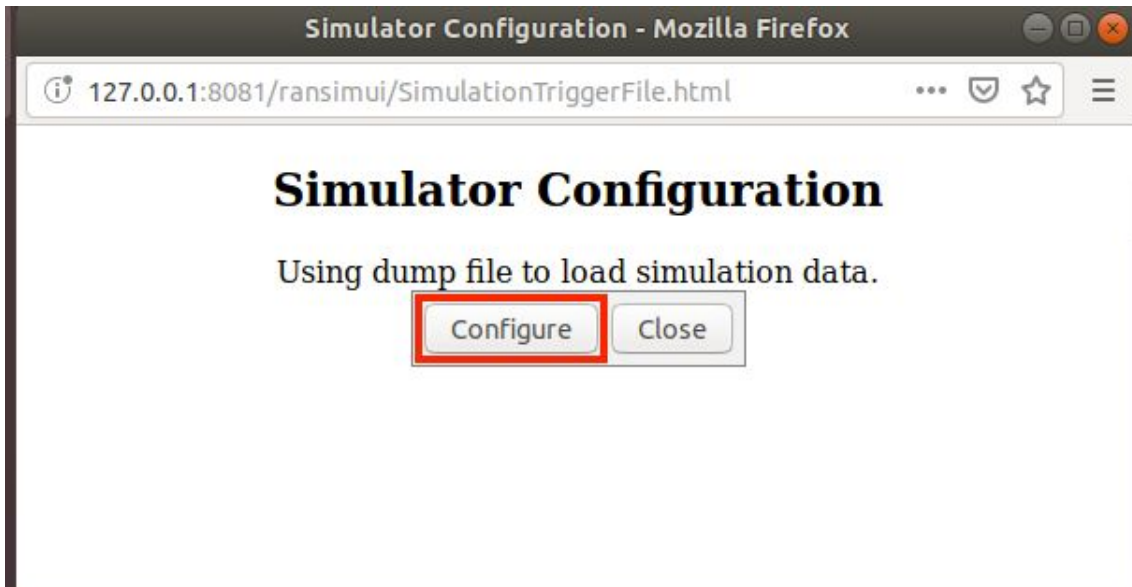 Simulator Configuration - Mozilla Firefox
127.0.0.1:8081/ransimui/SimulationTriggerFile.html
Simulator Configuration
Using dump file to load simulation data.
Configure Close